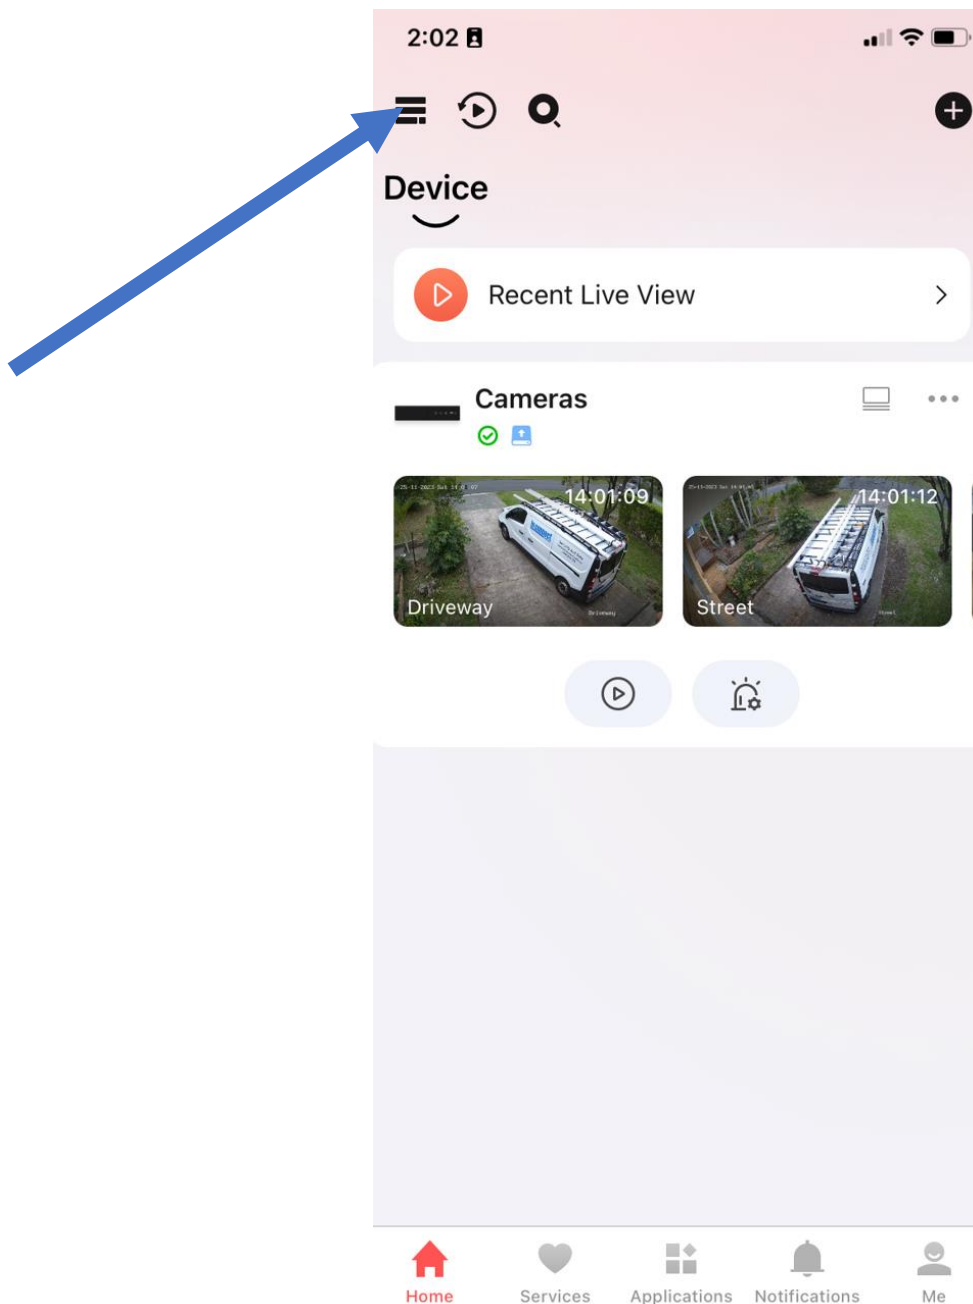 2:02
Device
Recent Live View
Cameras
14:01:09
Driveway
14:01:12
Street
Home
Services
Applications
Notifications
Me